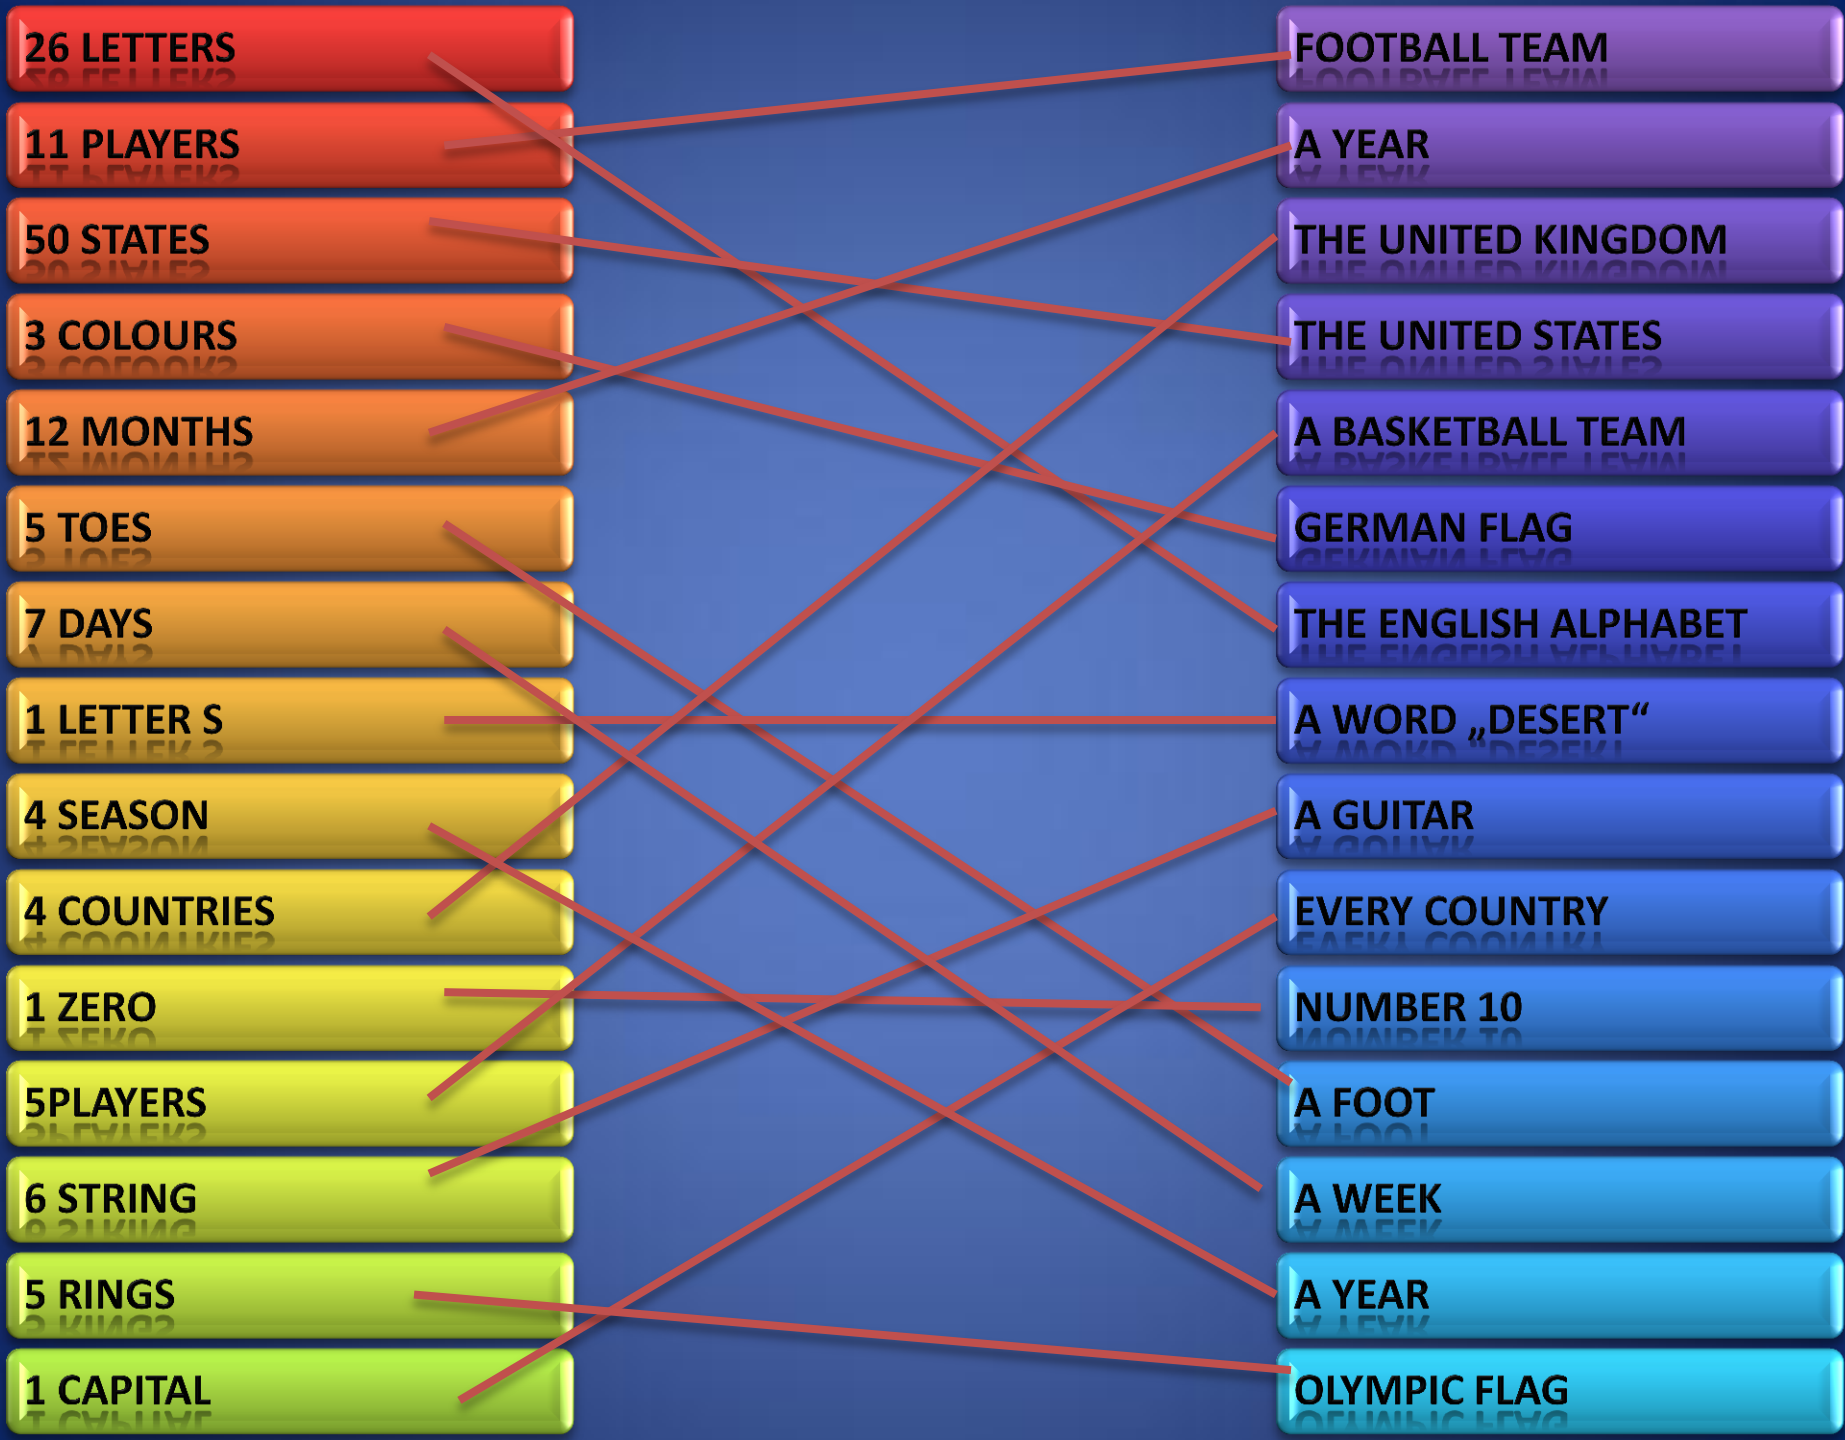 26 LETTERS
11 PLAYERS
50 STATES
3 COLOURS
12 MONTHS
5 TOES
7 DAYS
1 LETTER S
4 SEASON
4 COUNTRIES
1 ZERO
5PLAYERS
6 STRING
5 RINGS
1 CAPITAL
FOOTBALL TEAM
A YEAR
THE UNITED KINGDOM
THE UNITED STATES
A BASKETBALL TEAM
GERMAN FLAG
THE ENGLISH ALPHABET
A WORD „DESERT“
A GUITAR
EVERY COUNTRY
NUMBER 10
A FOOT
A WEEK
A YEAR
OLYMPIC FLAG